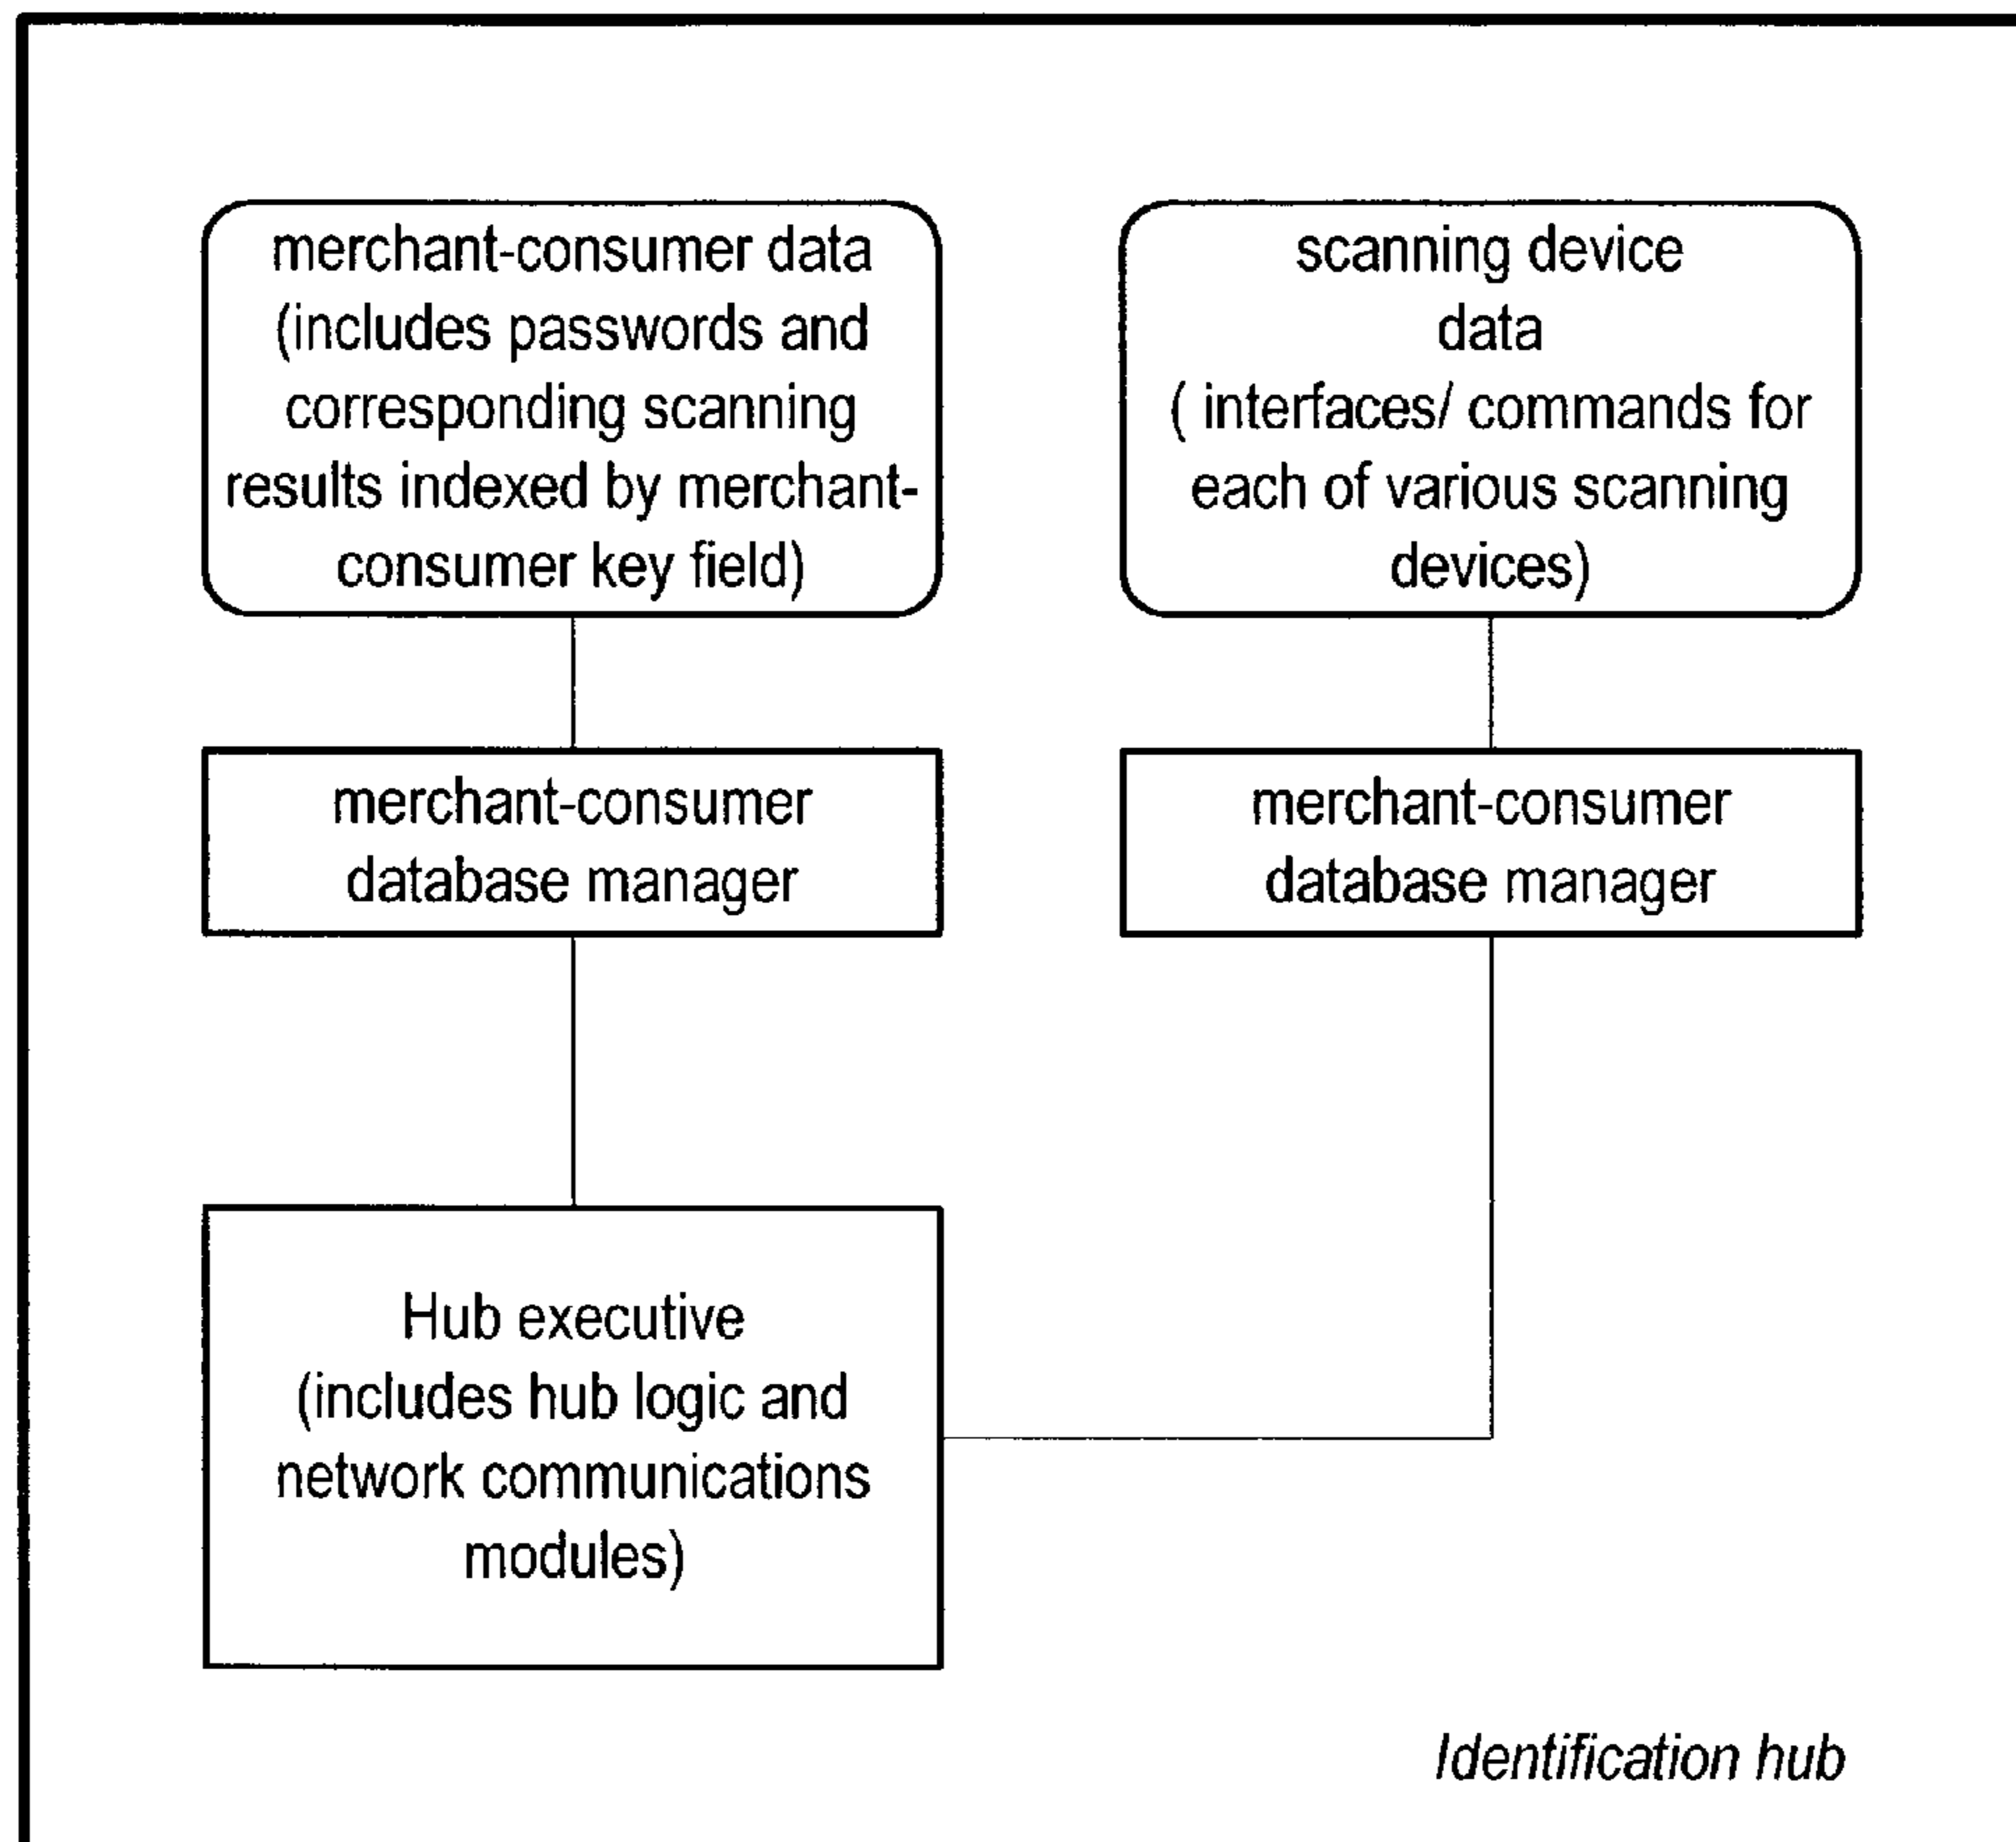 merchant-consumer data
(includes passwords and
corresponding scanning
results indexed by merchant-
consumer key field)
scanning device
data
( interfaces/ commands for
each of various scanning
devices)
merchant-consumer
database manager
merchant-consumer
database manager
Hub executive
(includes hub logic and
network communications
modules)
Identification hub